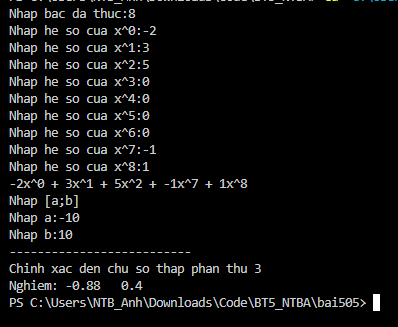 Nhap bac da thuc:8
Nhap he so cua x^0:-2
Nhap he so cua x^1:3
Nhap he so cua x^2:5
Nhap he so cua x^3:0
Nhap he so cua x^4:0
Nhap he so cua x^5:0
Nhap he so cua x^6:0
Nhap he so cua x^7:-1
Nhap he so cua x^8:1
-2x^0 + 3x^1 + 5x^2 + -1x^7 + 1x^8
Nhap [a;b]
Nhap a:-10
Nhap b:10
--------------------------
Chinh xac den chu so thap phan thu 3
Nghiem: -0.88   0.4
PS C:\Users\NTB_Anh\Downloads\Code\BT5_NTBA\bai505>